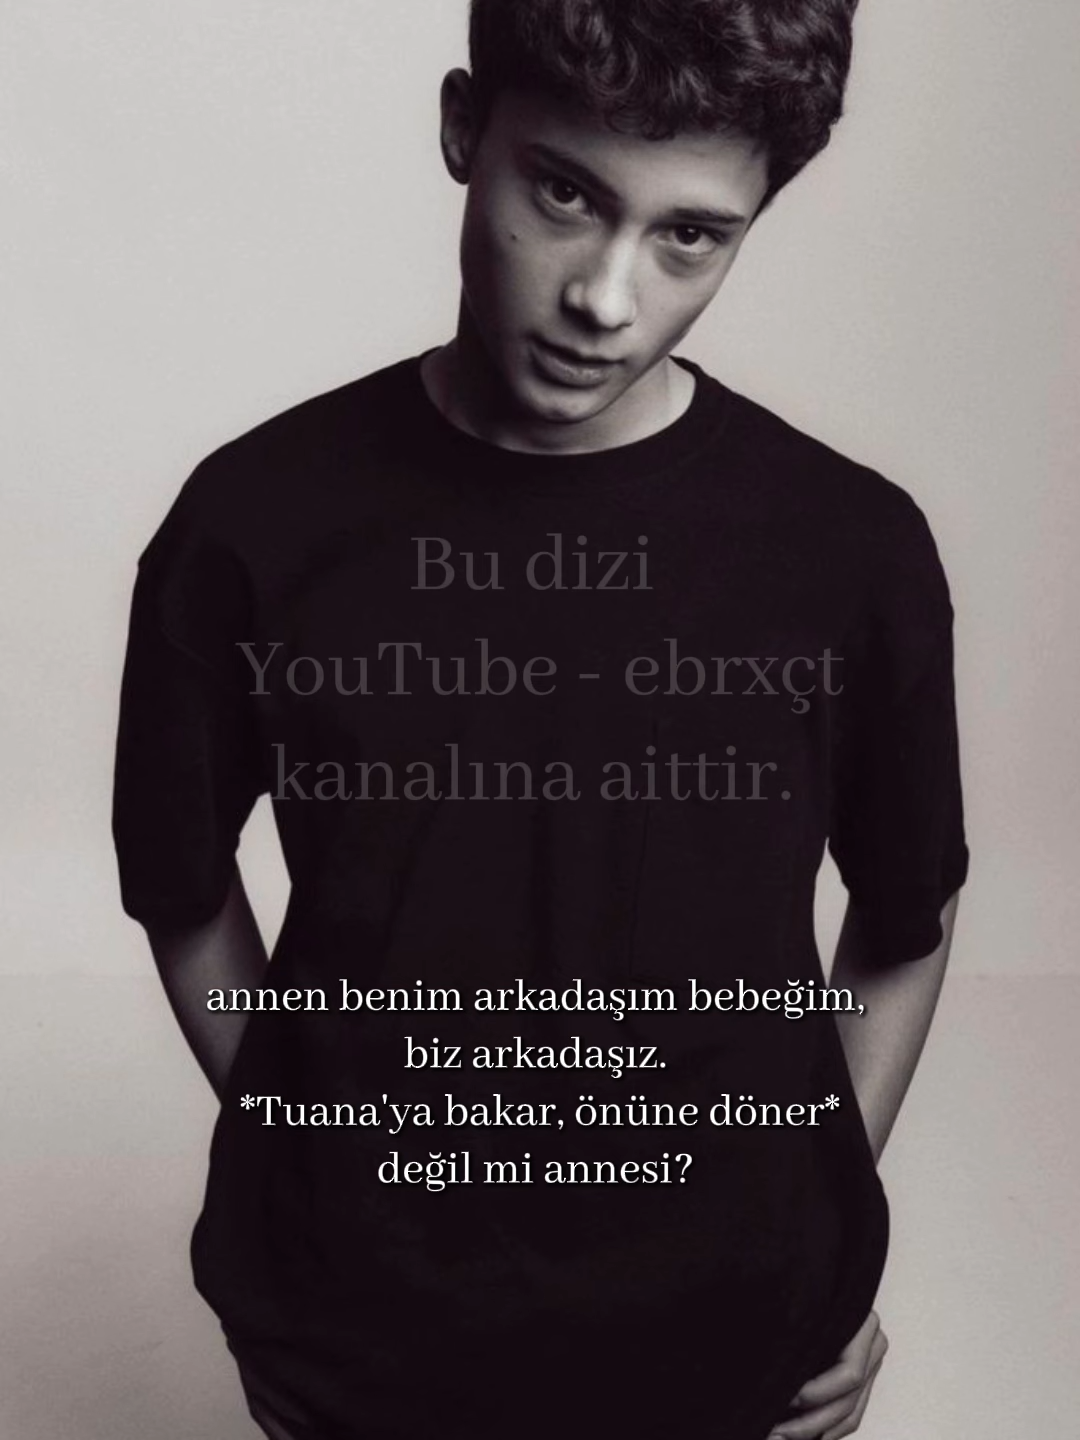 Bu dizi
YouTube - ebrxçt
kanalına aittir.
annen benim arkadaşım bebeğim,
biz arkadaşız.
*Tuana'ya bakar, önüne döner*
değil mi annesi?